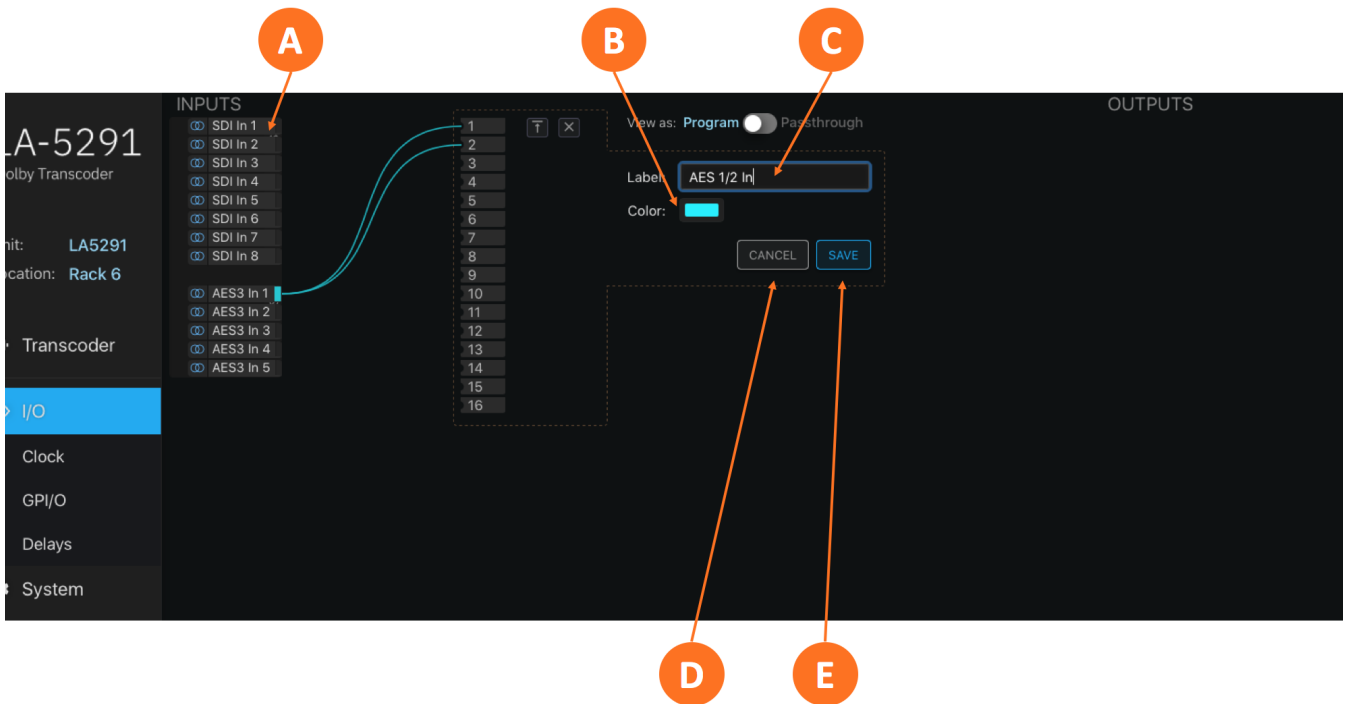 A
B
C
INPUTS
OUTPUTS
LA-5291
olby Transcoder
nit: LA5291
ocation: Rack 6
Transcoder
I/O
Clock
GPI/O
Delays
System
SDI In 1
SDI In 2
SDI In 3
SDI In 4
SDI In 5
SDI In 6
SDI In 7
SDI In 8
AES3 In 1
AES3 In 2
AES3 In 3
AES3 In 4
AES3 In 5
1
2
3
4
5
6
7
8
9
10
11
12
13
14
15
16
View as: Program Passthrough
Label: AES 1/2 In
Color:
CANCEL SAVE
D
E